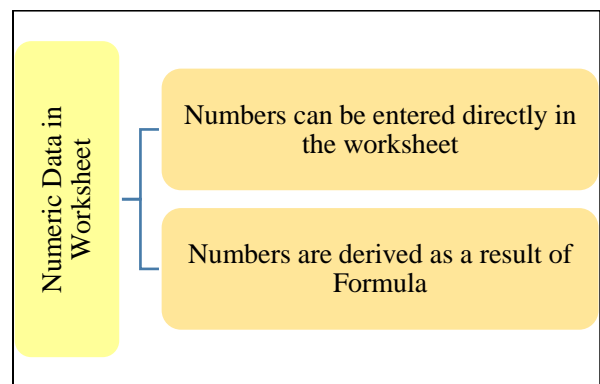 Numeric Data in
Worksheet
Numbers can be entered directly in
the worksheet
Numbers are derived as a result of
Formula